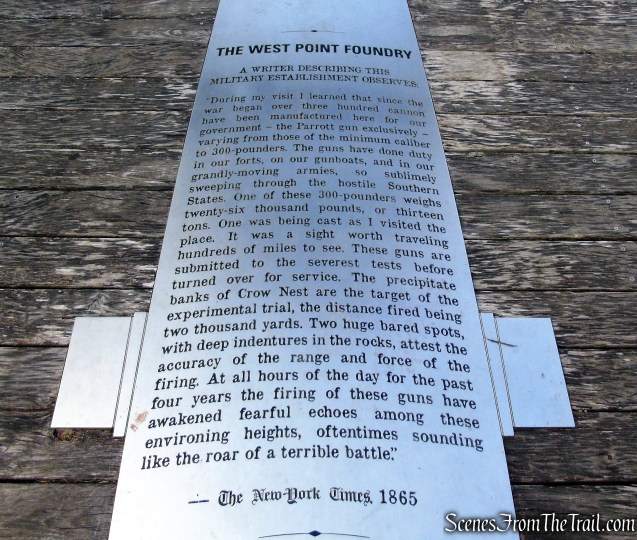 THE WEST POINT FOUNDRY
A WRITER DESCRIBING THIS
MILITARY ESTABLISHMENT OBSERVES:
"During my visit I learned that since the
war began over three hundred cannon
have been manufactured here for our
government – the Parrott gun exclusively –
varying from those of the minimum caliber
to 300-pounders. The guns have done duty
in our forts, on our gunboats, and in our
grandly-moving armies, so sublimely
sweeping through the hostile Southern
States. One of these 300-pounders weighs
twenty-six thousand pounds, or thirteen
tons. One was being cast as I visited the
place. It was a sight worth traveling
hundreds of miles to see. These guns are
submitted to the severest tests before
turned over for service. The precipitate
banks of Crow Nest are the target of the
experimental trial, the distance fired being
two thousand yards. Two huge bared spots,
with deep indentures in the rocks, attest the
accuracy of the range and force of the
firing. At all hours of the day for the past
four years the firing of these guns have
awakened fearful echoes among these
environing heights, oftentimes sounding
like the roar of a terrible battle."
— The New-York Times, 1865
ScenesFromTheTrail.com